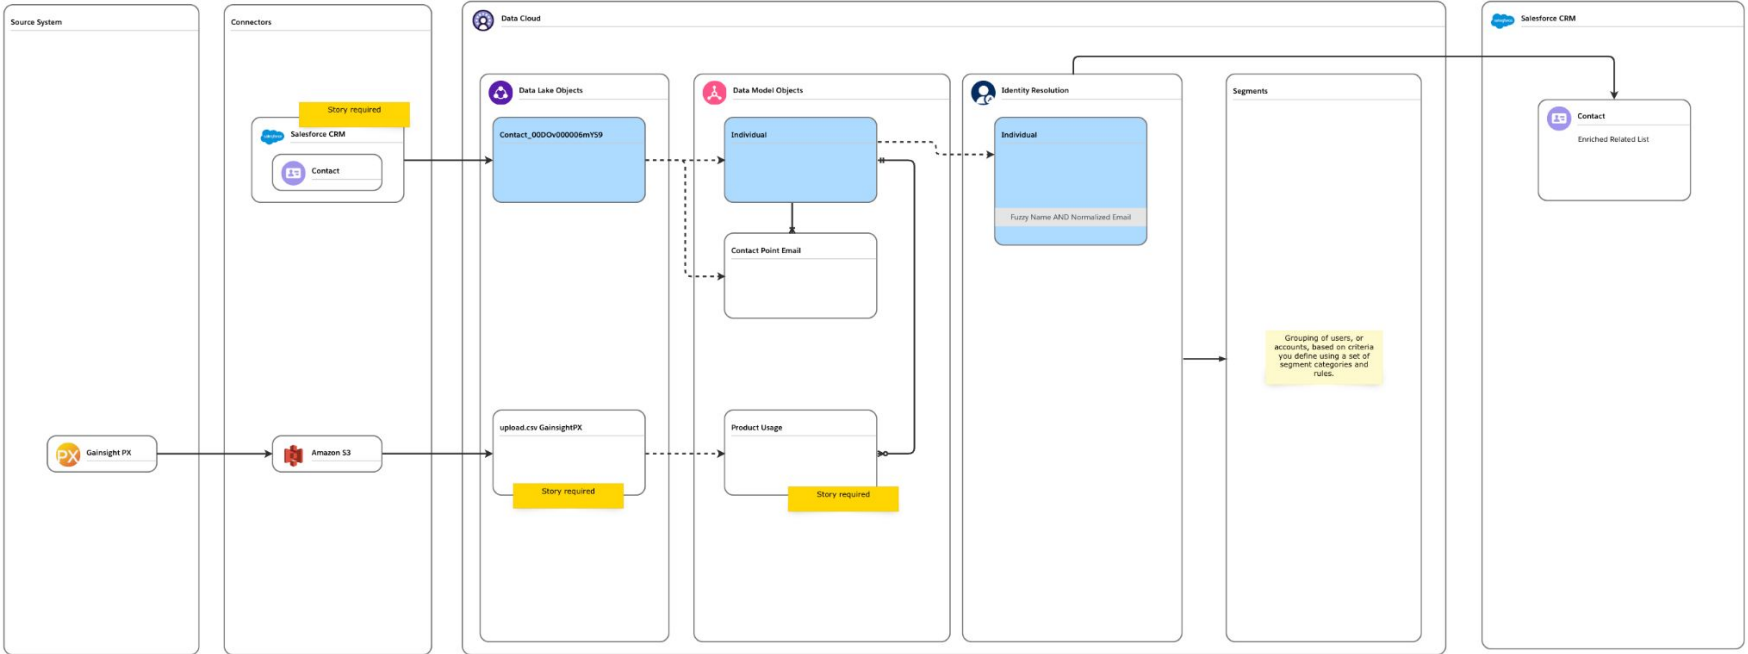 Source System
Connectors
Data Cloud
Salesforce CRM
Data Lake Objects
Data Model Objects
Identity Resolution
Segments
Story required
Salesforce CRM
Contact
Contact_00DOv000006mYS9
Individual
Individual
Fuzzy Name AND Normalized Email
Contact
Enriched Related List
Contact Point Email
Grouping of users, or
accounts, based on criteria
you define using a set of
segment categories and
rules.
PX
Gainsight PX
Amazon S3
upload.csv GainsightPX
Product Usage
Story required
Story required